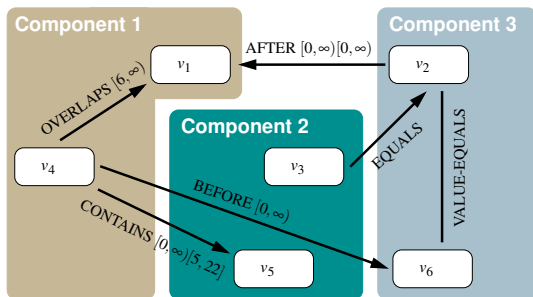 Component 1
Component 3
AFTER [0,∞)[0,∞)
v1
v2
OVERLAPS [6,∞)
Component 2
EQUALS
VALUE-EQUALS
v4
v3
BEFORE [0,∞)
CONTAINS [0,∞)[5,22]
v5
v6